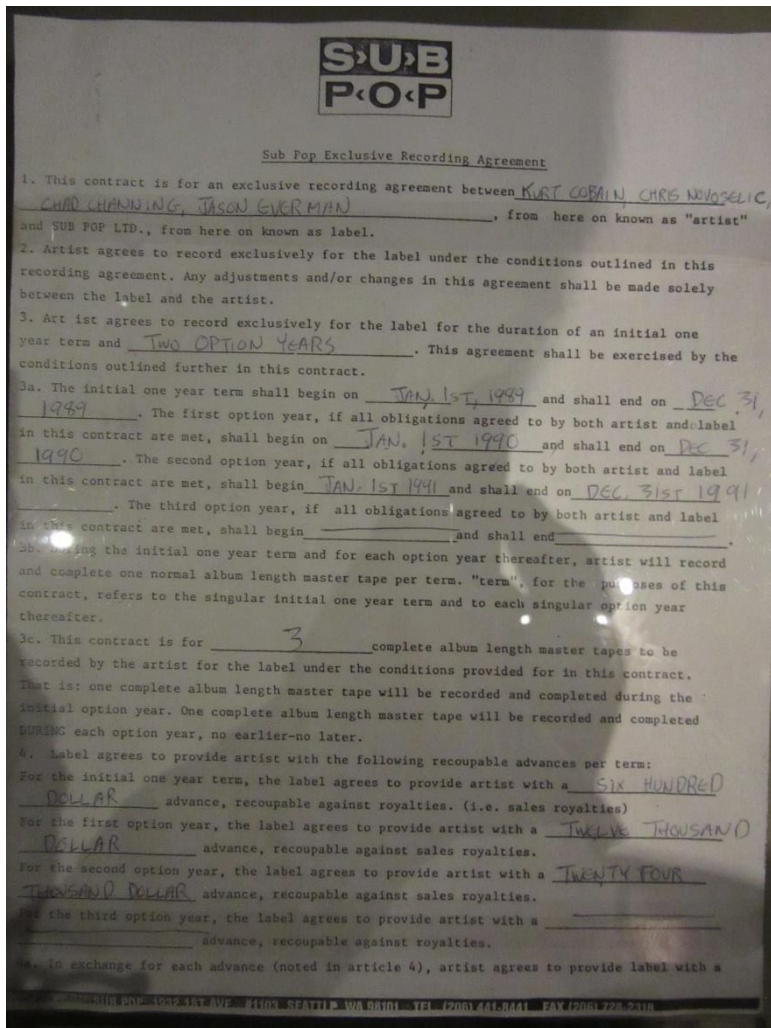 S›U›B
P‹O‹P
Sub Pop Exclusive Recording Agreement
1. This contract is for an exclusive recording agreement between KURT COBAIN, CHRIS NOVOSELIC,
CHAD CHANNING, JASON EVERMAN, from here on known as "artist"
and SUB POP LTD., from here on known as label.
2. Artist agrees to record exclusively for the label under the conditions outlined in this
recording agreement. Any adjustments and/or changes in this agreement shall be made solely
between the label and the artist.
3. Art ist agrees to record exclusively for the label for the duration of an initial one
year term and TWO OPTION YEARS. This agreement shall be exercised by the
conditions outlined further in this contract.
3a. The initial one year term shall begin on JAN. 1ST, 1989 and shall end on DEC 31,
1989. The first option year, if all obligations agreed to by both artist and label
in this contract are met, shall begin on JAN. 1ST 1990 and shall end on DEC 31,
1990. The second option year, if all obligations agreed to by both artist and label
in this contract are met, shall begin JAN. 1ST 1991 and shall end on DEC. 31ST 1991
. The third option year, if all obligations agreed to by both artist and label
in this contract are met, shall begin and shall end .
3b. During the initial one year term and for each option year thereafter, artist will record
and complete one normal album length master tape per term. "term", for the purposes of this
contract, refers to the singular initial one year term and to each singular option year
thereafter.
3c. This contract is for 3 complete album length master tapes to be
recorded by the artist for the label under the conditions provided for in this contract.
That is: one complete album length master tape will be recorded and completed during the
initial option year. One complete album length master tape will be recorded and completed
DURING each option year, no earlier-no later.
4. Label agrees to provide artist with the following recoupable advances per term:
For the initial one year term, the label agrees to provide artist with a SIX HUNDRED
DOLLAR advance, recoupable against royalties. (i.e. sales royalties)
For the first option year, the label agrees to provide artist with a TWELVE THOUSAND
DOLLAR advance, recoupable against sales royalties.
For the second option year, the label agrees to provide artist with a TWENTY FOUR
THOUSAND DOLLAR advance, recoupable against sales royalties.
For the third option year, the label agrees to provide artist with a
advance, recoupable against royalties.
4a. In exchange for each advance (noted in article 4), artist agrees to provide label with a
SUB POP 1932 1ST AVE. #1103 SEATTLE WA 98101 TEL (206) 441-8441 FAX (206) 728-2318